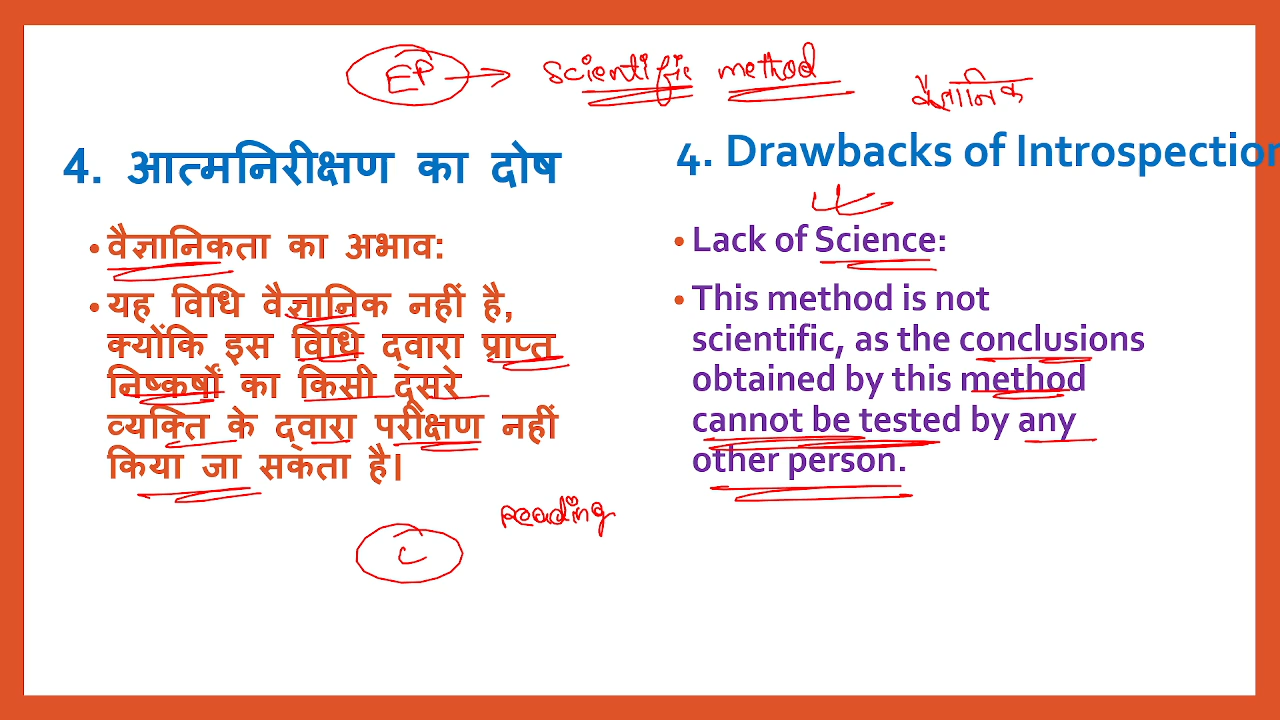 EP → scientific method वैज्ञानिक
4. आत्मनिरीक्षण का दोष
• वैज्ञानिकता का अभाव:
• यह विधि वैज्ञानिक नहीं है,
क्योंकि इस विधि द्वारा प्राप्त
निष्कर्षों का किसी दूसरे
व्यक्ति के द्वारा परीक्षण नहीं
किया जा सकता है।
4. Drawbacks of Introspection
• Lack of Science:
• This method is not
scientific, as the conclusions
obtained by this method
cannot be tested by any
other person.
reading